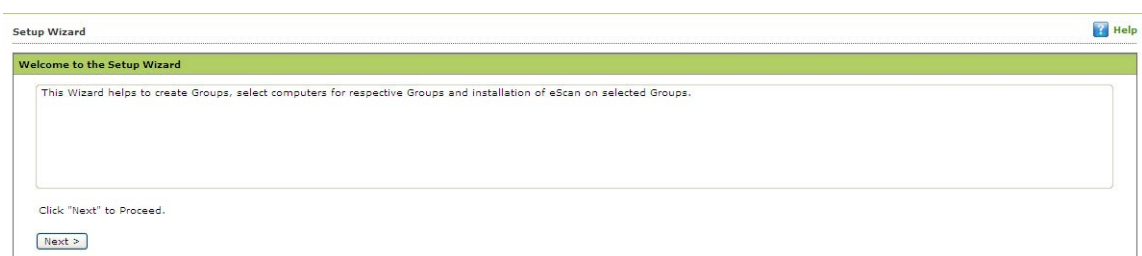 Setup Wizard
? Help
Welcome to the Setup Wizard
This Wizard helps to create Groups, select computers for respective Groups and installation of eScan on selected Groups.
Click "Next" to Proceed.
Next >